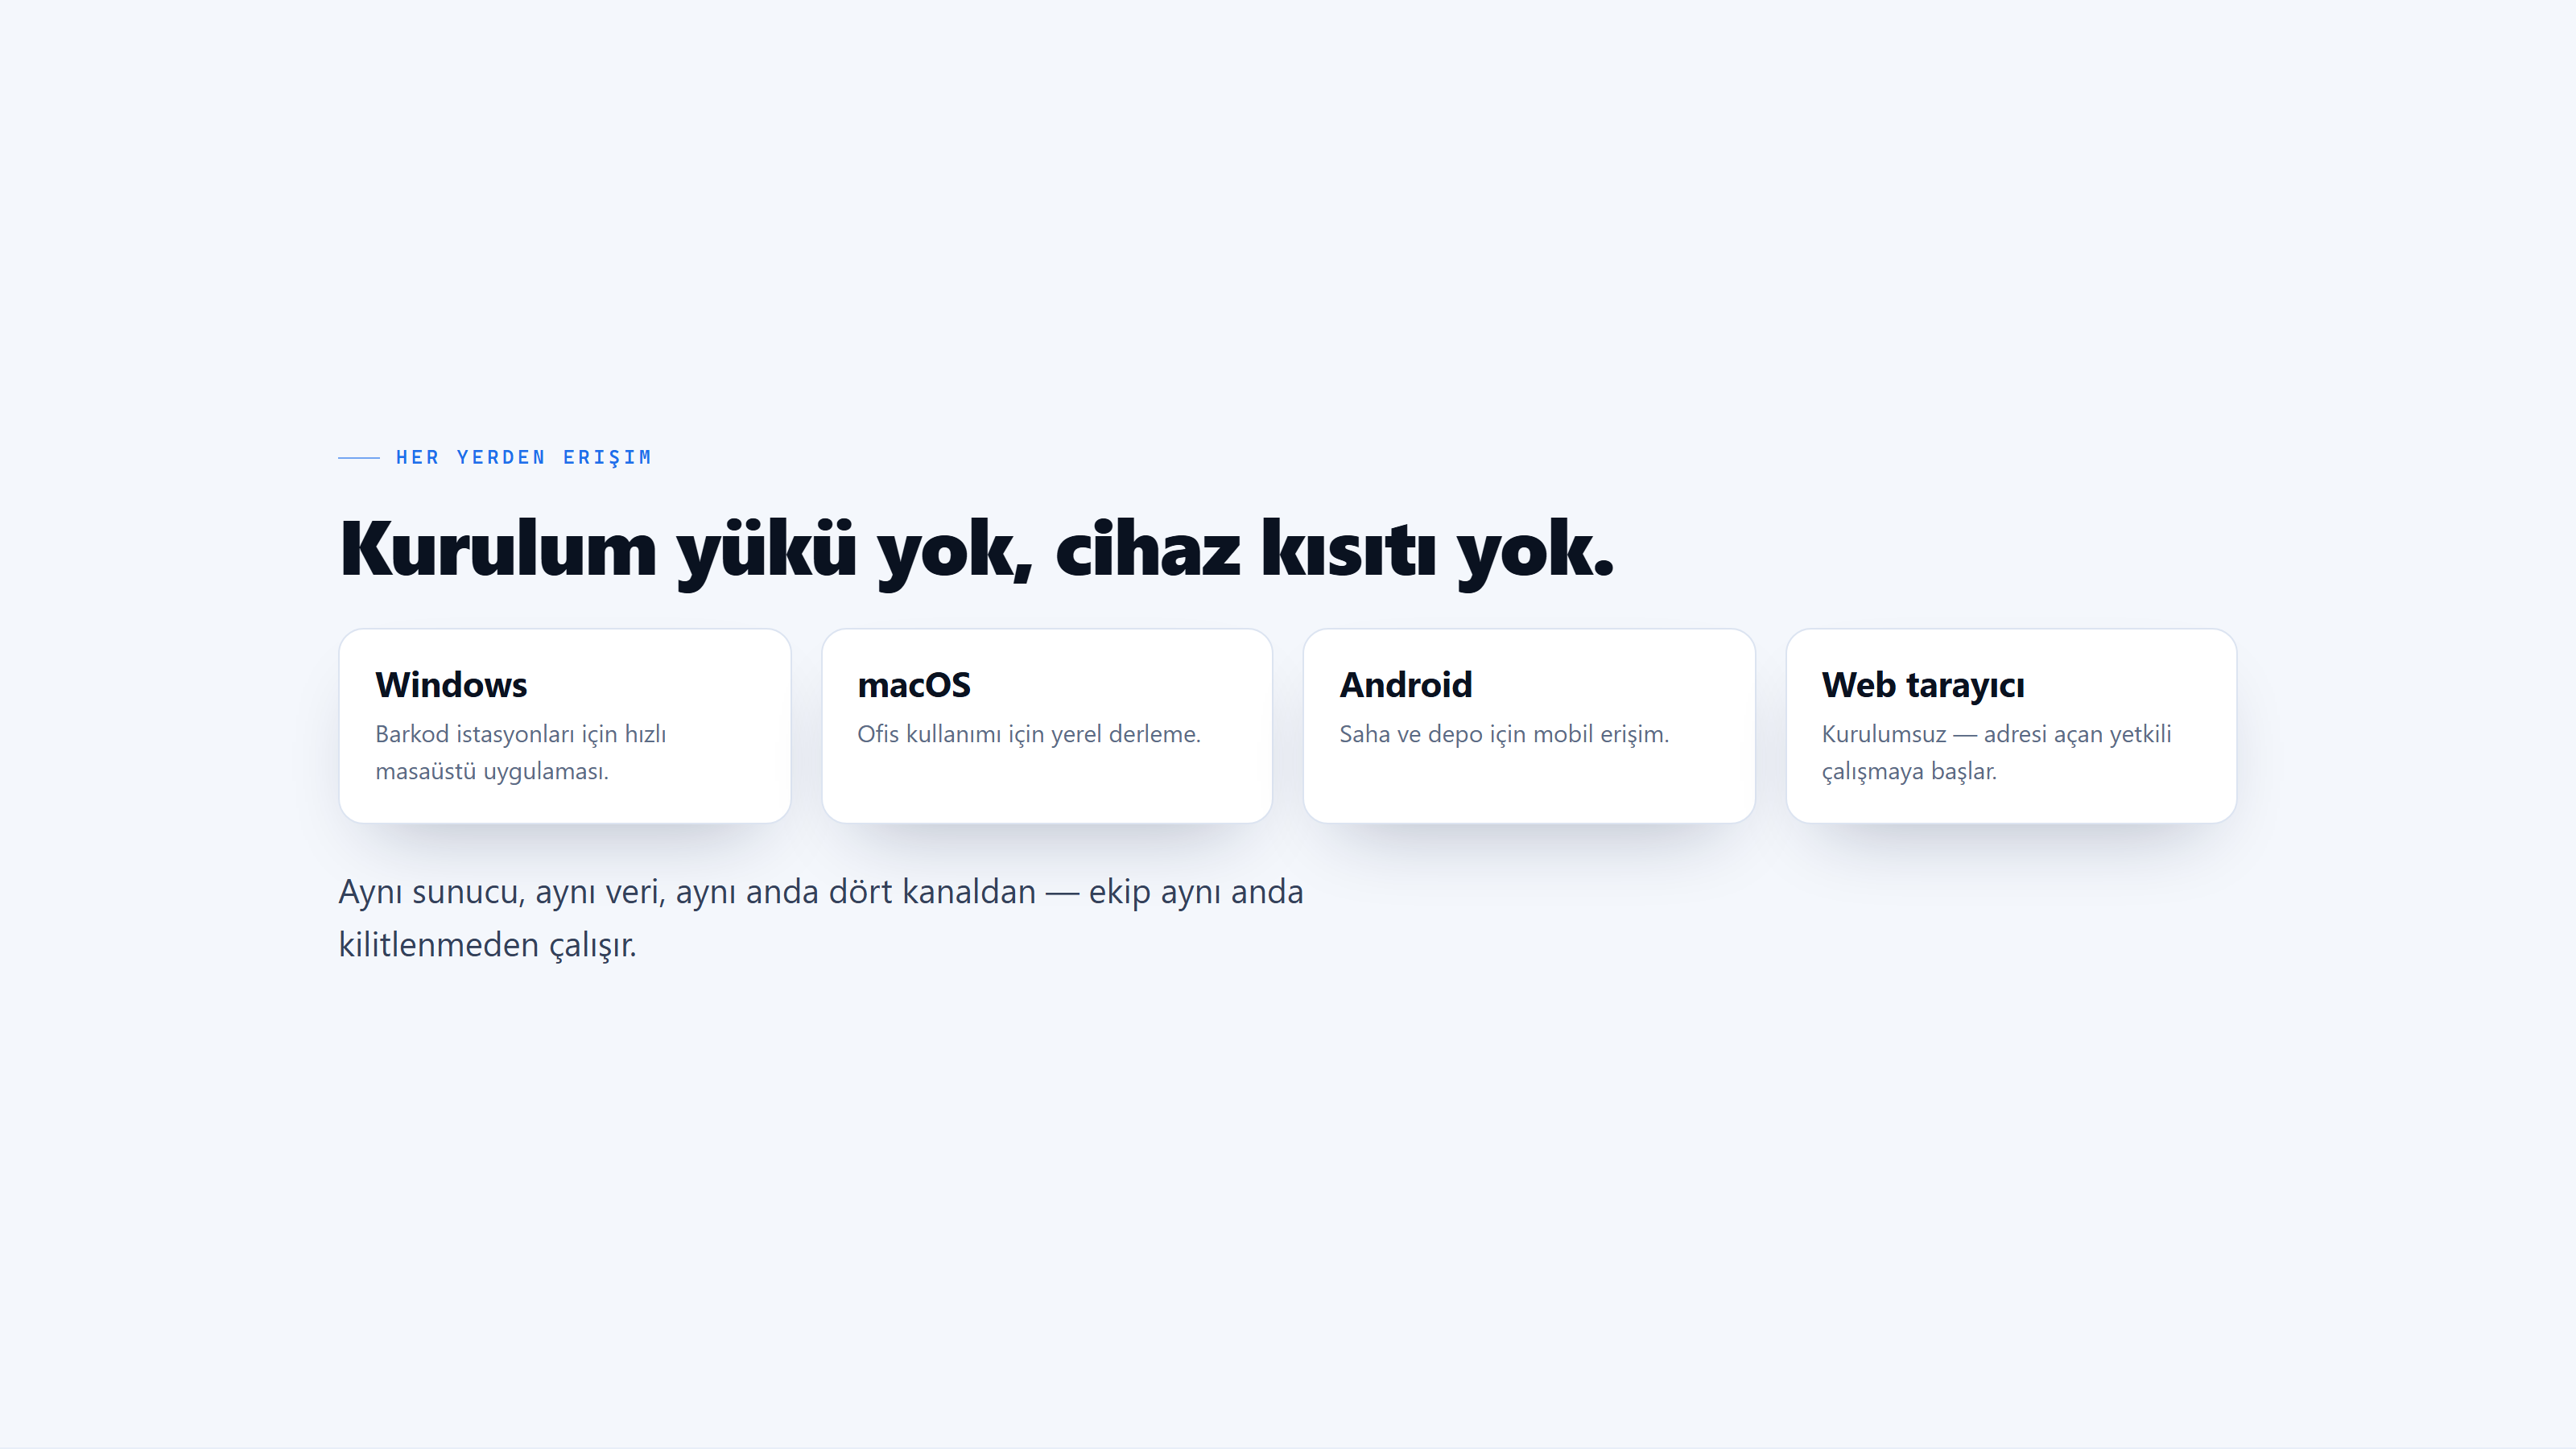 HER YERDEN ERIŞIM
Kurulum yükü yok, cihaz kısıtı yok.
Windows
Barkod istasyonları için hızlı
masaüstü uygulaması.
macOS
Ofis kullanımı için yerel derleme.
Android
Saha ve depo için mobil erişim.
Web tarayıcı
Kurulumsuz — adresi açan yetkili
çalışmaya başlar.
Aynı sunucu, aynı veri, aynı anda dört kanaldan — ekip aynı anda
kilitlenmeden çalışır.